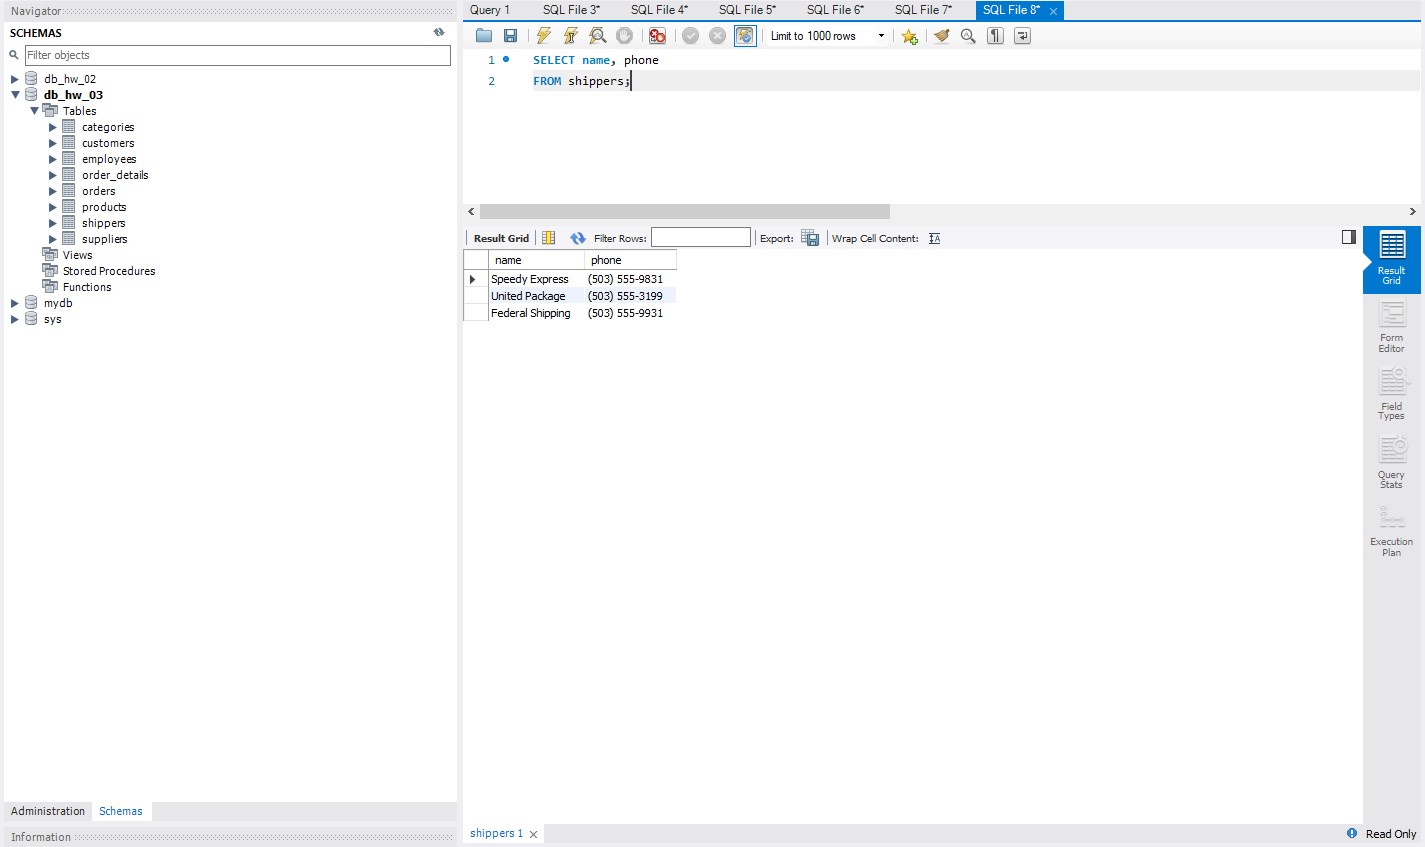 Navigator
SCHEMAS
Filter objects
db_hw_02
db_hw_03
Tables
categories
customers
employees
order_details
orders
products
shippers
suppliers
Views
Stored Procedures
Functions
mydb
sys
Administration Schemas
Information
Query 1 SQL File 3* SQL File 4* SQL File 5* SQL File 6* SQL File 7* SQL File 8*
Limit to 1000 rows
1 SELECT name, phone
2 FROM shippers;
Result Grid Filter Rows: Export: Wrap Cell Content:
name phone
Speedy Express (503) 555-9831
United Package (503) 555-3199
Federal Shipping (503) 555-9931
Result
Grid
Form
Editor
Field
Types
Query
Stats
Execution
Plan
shippers 1
Read Only